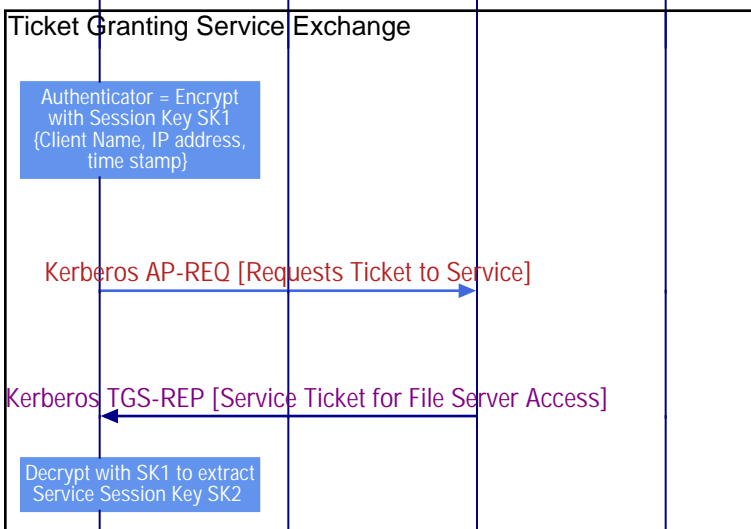 Ticket Granting Service Exchange
Authenticator = Encrypt
with Session Key SK1
{Client Name, IP address,
time stamp}
Kerberos AP-REQ [Requests Ticket to Service]
Kerberos TGS-REP [Service Ticket for File Server Access]
Decrypt with SK1 to extract
Service Session Key SK2